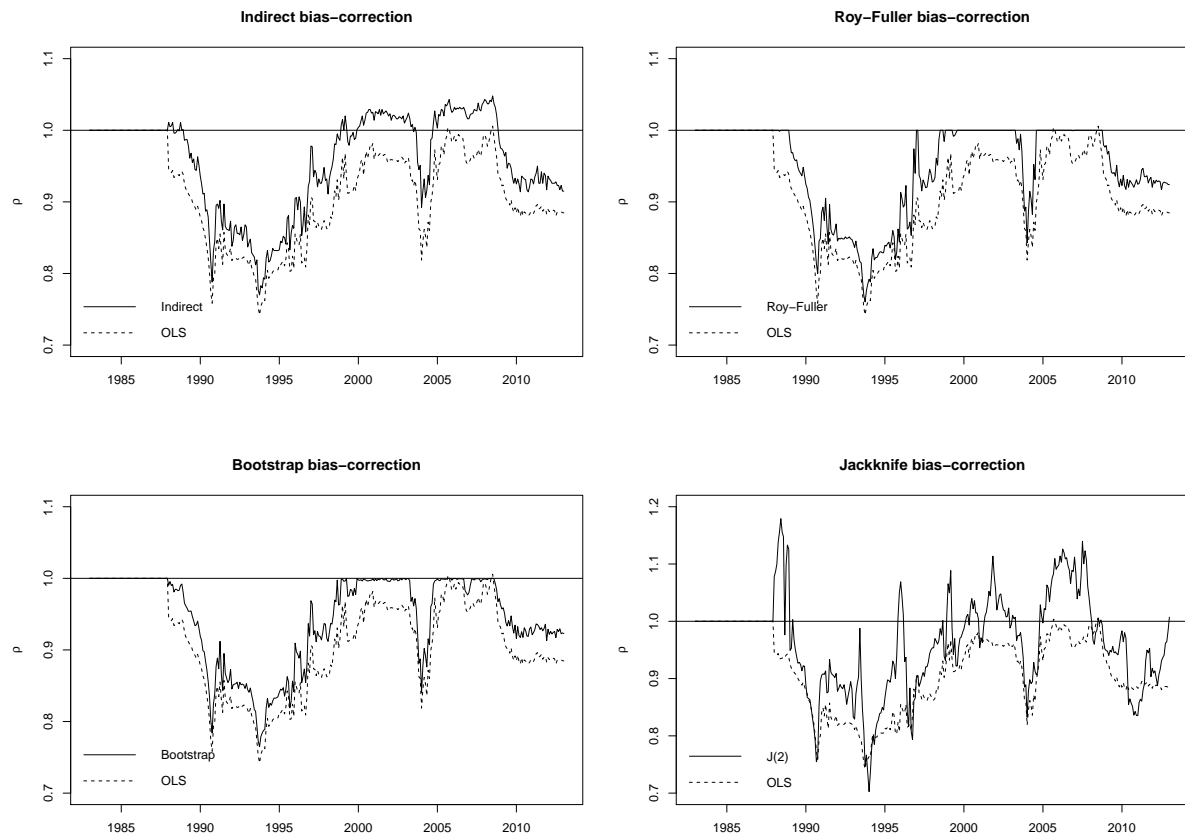 Indirect bias−correction
ρ
1.1
1.0
0.9
0.8
0.7
Indirect
OLS
1985 1990 1995 2000 2005 2010
Roy−Fuller bias−correction
ρ
1.1
1.0
0.9
0.8
0.7
Roy−Fuller
OLS
1985 1990 1995 2000 2005 2010
Bootstrap bias−correction
ρ
1.1
1.0
0.9
0.8
0.7
Bootstrap
OLS
1985 1990 1995 2000 2005 2010
Jackknife bias−correction
ρ
1.2
1.1
1.0
0.9
0.8
0.7
J(2)
OLS
1985 1990 1995 2000 2005 2010